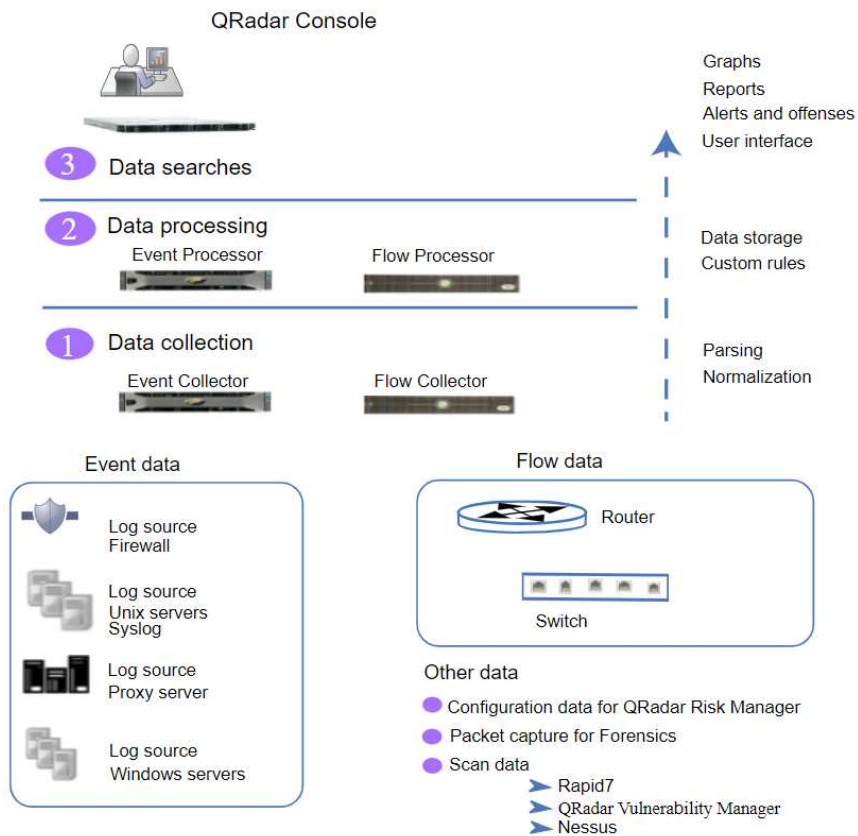 QRadar Console
Graphs
Reports
Alerts and offenses
User interface
3 Data searches
2 Data processing
Event Processor
Flow Processor
Data storage
Custom rules
1 Data collection
Event Collector
Flow Collector
Parsing
Normalization
Event data
Log source
Firewall
Log source
Unix servers
Syslog
Log source
Proxy server
Log source
Windows servers
Flow data
Router
Switch
Other data
Configuration data for QRadar Risk Manager
Packet capture for Forensics
Scan data
Rapid7
QRadar Vulnerability Manager
Nessus